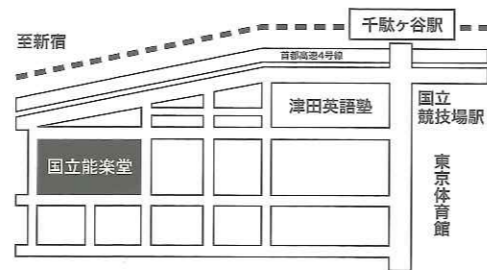 千駄ヶ谷駅
至新宿
首都高速4号線
津田英語塾
国立
競技場駅
国立能楽堂
東京体育館